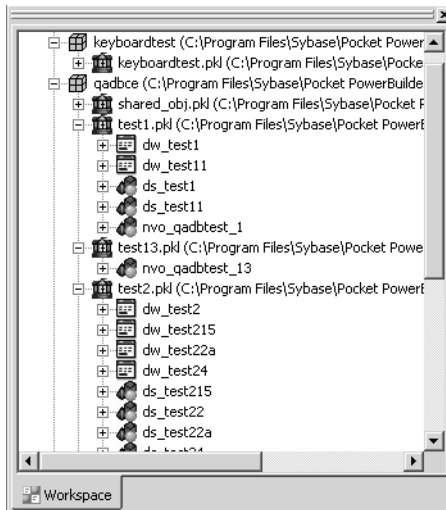 keyboardtest (C:\Program Files\Sybase\Pocket Power
keyboardtest.pkl (C:\Program Files\Sybase\Pocke
qadbce (C:\Program Files\Sybase\Pocket PowerBuilde
shared_obj.pkl (C:\Program Files\Sybase\Pocket P
test1.pkl (C:\Program Files\Sybase\Pocket PowerB
dw_test1
dw_test11
ds_test1
ds_test11
nvo_qadbtest_1
test13.pkl (C:\Program Files\Sybase\Pocket Powe
nvo_qadbtest_13
test2.pkl (C:\Program Files\Sybase\Pocket PowerB
dw_test2
dw_test215
dw_test22a
dw_test24
ds_test215
ds_test22
ds_test22a
ds_test24
Workspace